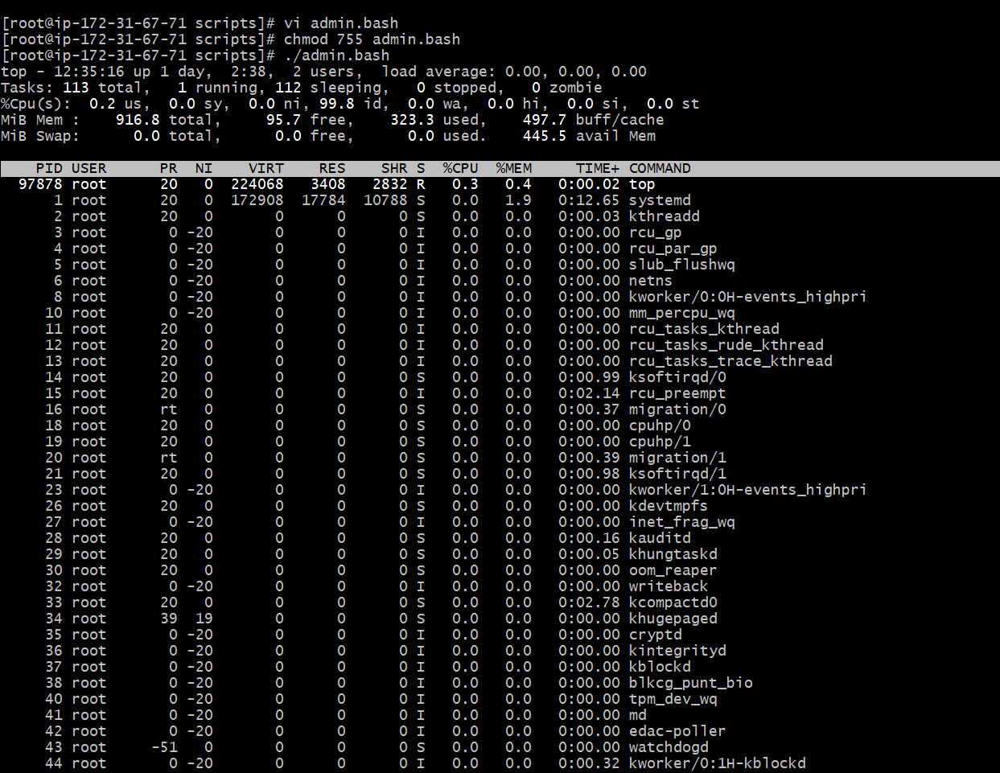 [root@ip-172-31-67-71 scripts]# vi admin.bash
[root@ip-172-31-67-71 scripts]# chmod 755 admin.bash
[root@ip-172-31-67-71 scripts]# ./admin.bash
top - 12:35:16 up 1 day,  2:38,  2 users,  load average: 0.00, 0.00, 0.00
Tasks: 113 total,   1 running, 112 sleeping,   0 stopped,   0 zombie
%Cpu(s):  0.2 us,  0.0 sy,  0.0 ni, 99.8 id,  0.0 wa,  0.0 hi,  0.0 si,  0.0 st
MiB Mem :    916.8 total,     95.7 free,    323.3 used,    497.7 buff/cache
MiB Swap:      0.0 total,      0.0 free,      0.0 used.    445.5 avail Mem
    PID USER      PR  NI    VIRT    RES    SHR S  %CPU  %MEM     TIME+ COMMAND
  97878 root      20   0  224068   3408   2832 R   0.3   0.4   0:00.02 top
      1 root      20   0  172908  17784  10788 S   0.0   1.9   0:12.65 systemd
      2 root      20   0       0      0      0 S   0.0   0.0   0:00.03 kthreadd
      3 root       0 -20       0      0      0 I   0.0   0.0   0:00.00 rcu_gp
      4 root       0 -20       0      0      0 I   0.0   0.0   0:00.00 rcu_par_gp
      5 root       0 -20       0      0      0 I   0.0   0.0   0:00.00 slub_flushwq
      6 root       0 -20       0      0      0 I   0.0   0.0   0:00.00 netns
      8 root       0 -20       0      0      0 I   0.0   0.0   0:00.00 kworker/0:0H-events_highpri
     10 root       0 -20       0      0      0 I   0.0   0.0   0:00.00 mm_percpu_wq
     11 root      20   0       0      0      0 I   0.0   0.0   0:00.00 rcu_tasks_kthread
     12 root      20   0       0      0      0 I   0.0   0.0   0:00.00 rcu_tasks_rude_kthread
     13 root      20   0       0      0      0 I   0.0   0.0   0:00.00 rcu_tasks_trace_kthread
     14 root      20   0       0      0      0 S   0.0   0.0   0:00.99 ksoftirqd/0
     15 root      20   0       0      0      0 I   0.0   0.0   0:02.14 rcu_preempt
     16 root      rt   0       0      0      0 S   0.0   0.0   0:00.37 migration/0
     18 root      20   0       0      0      0 S   0.0   0.0   0:00.00 cpuhp/0
     19 root      20   0       0      0      0 S   0.0   0.0   0:00.00 cpuhp/1
     20 root      rt   0       0      0      0 S   0.0   0.0   0:00.39 migration/1
     21 root      20   0       0      0      0 S   0.0   0.0   0:00.98 ksoftirqd/1
     23 root       0 -20       0      0      0 I   0.0   0.0   0:00.00 kworker/1:0H-events_highpri
     26 root      20   0       0      0      0 S   0.0   0.0   0:00.00 kdevtmpfs
     27 root       0 -20       0      0      0 I   0.0   0.0   0:00.00 inet_frag_wq
     28 root      20   0       0      0      0 S   0.0   0.0   0:00.16 kauditd
     29 root      20   0       0      0      0 S   0.0   0.0   0:00.05 khungtaskd
     30 root      20   0       0      0      0 S   0.0   0.0   0:00.00 oom_reaper
     32 root       0 -20       0      0      0 I   0.0   0.0   0:00.00 writeback
     33 root      20   0       0      0      0 S   0.0   0.0   0:02.78 kcompactd0
     34 root      39  19       0      0      0 S   0.0   0.0   0:00.00 khugepaged
     35 root       0 -20       0      0      0 I   0.0   0.0   0:00.00 cryptd
     36 root       0 -20       0      0      0 I   0.0   0.0   0:00.00 kintegrityd
     37 root       0 -20       0      0      0 I   0.0   0.0   0:00.00 kblockd
     38 root       0 -20       0      0      0 I   0.0   0.0   0:00.00 blkcg_punt_bio
     40 root       0 -20       0      0      0 I   0.0   0.0   0:00.00 tpm_dev_wq
     41 root       0 -20       0      0      0 I   0.0   0.0   0:00.00 md
     42 root       0 -20       0      0      0 I   0.0   0.0   0:00.00 edac-poller
     43 root     -51   0       0      0      0 S   0.0   0.0   0:00.00 watchdogd
     44 root       0 -20       0      0      0 I   0.0   0.0   0:00.32 kworker/0:1H-kblockd